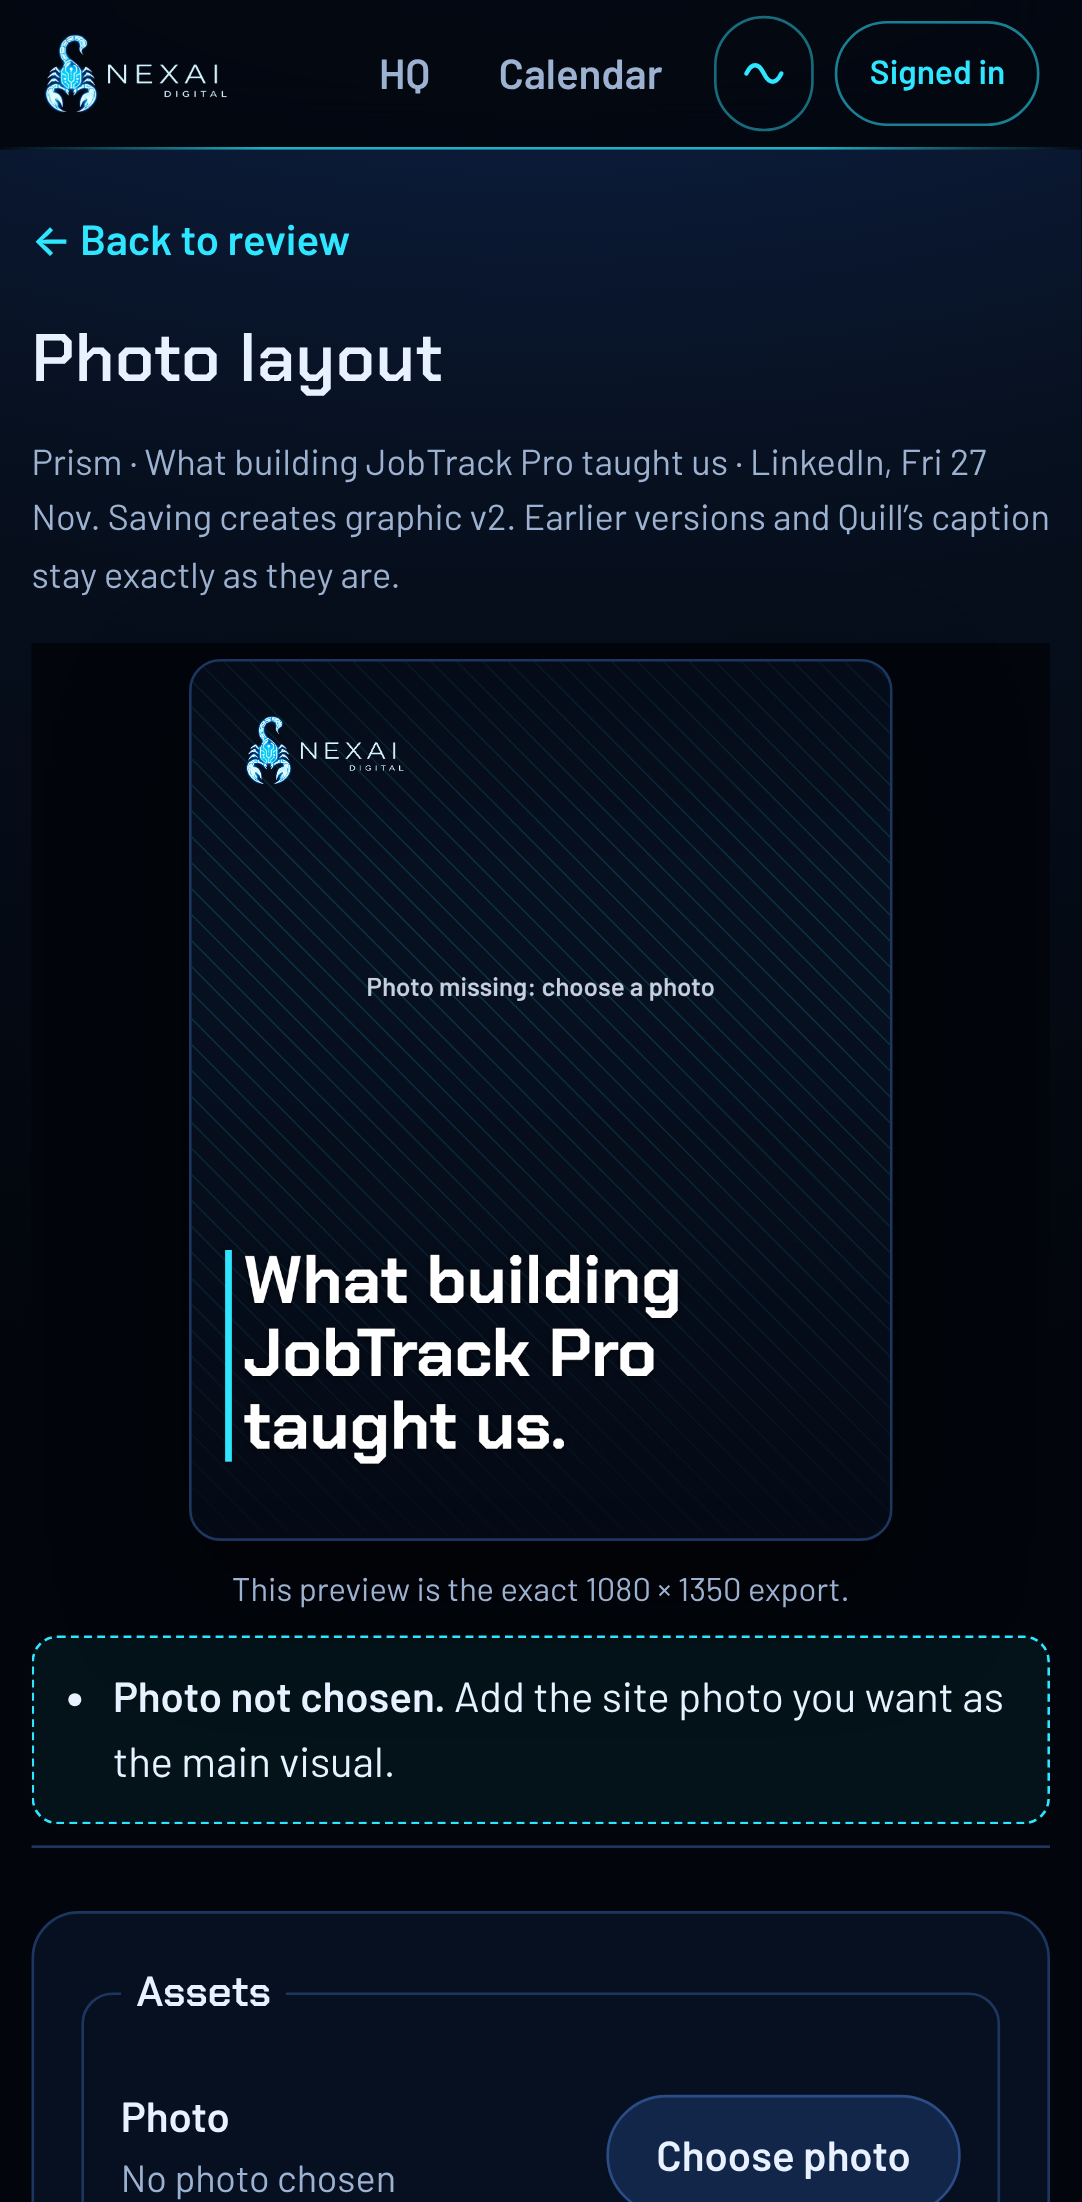 NEXAI
DIGITAL
HQ
Calendar
Signed in
← Back to review
Photo layout
Prism · What building JobTrack Pro taught us · LinkedIn, Fri 27
Nov. Saving creates graphic v2. Earlier versions and Quill’s caption
stay exactly as they are.
NEXAI
DIGITAL
Photo missing: choose a photo
What building
JobTrack Pro
taught us.
This preview is the exact 1080 × 1350 export.
• Photo not chosen. Add the site photo you want as
the main visual.
Assets
Photo
No photo chosen
Choose photo